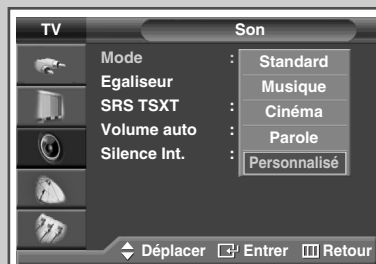 TV Son
Mode : Standard
Egaliseur Musique
SRS TSXT : Cinéma
Volume auto : Parole
Silence Int. : Personnalisé
Déplacer Entrer Retour